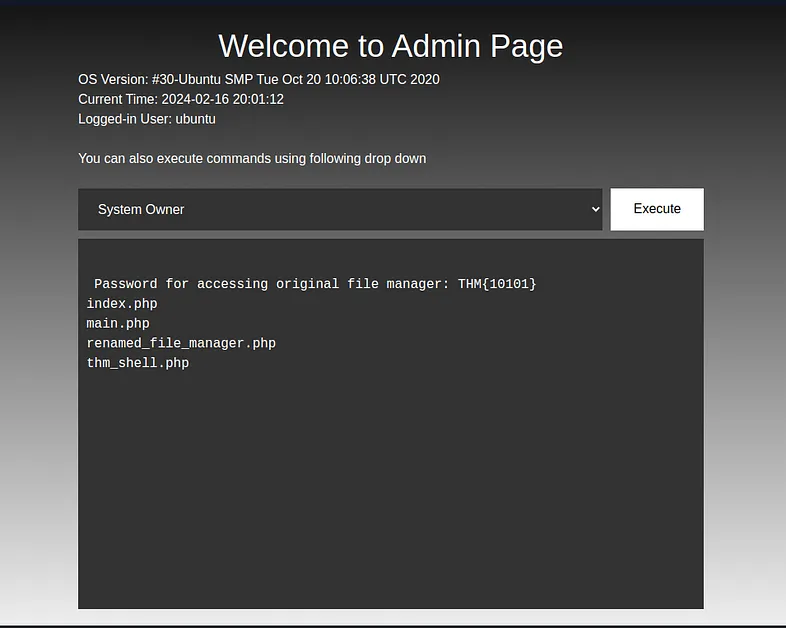 Welcome to Admin Page
OS Version: #30-Ubuntu SMP Tue Oct 20 10:06:38 UTC 2020
Current Time: 2024-02-16 20:01:12
Logged-in User: ubuntu
You can also execute commands using following drop down
System Owner
Execute
Password for accessing original file manager: THM{10101}
index.php
main.php
renamed_file_manager.php
thm_shell.php